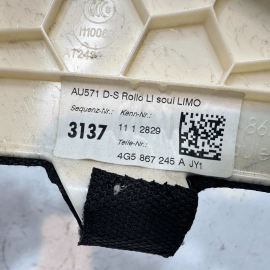 AU571 D-S Rollo LI soul LIMO
Sequenz-Nr.: Kenn-Nr.:
3137 11 1 2829
Teile-Nr.:
4G5 867 245 A JY1